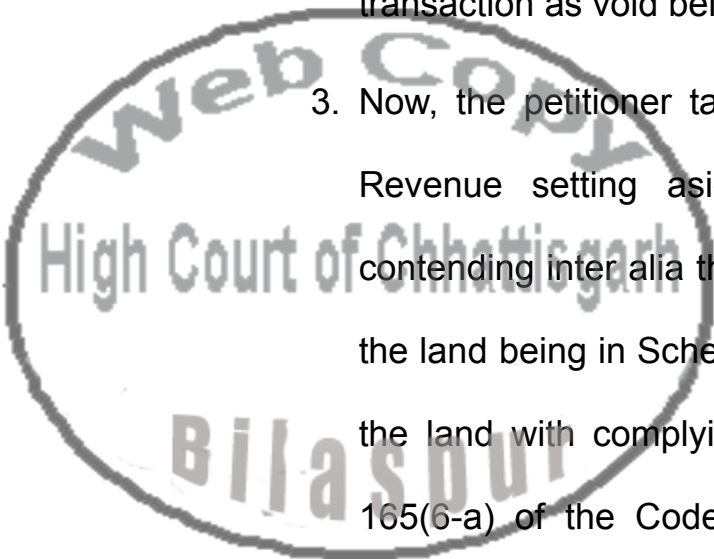 transaction as void bei
Web Copy
3. Now, the petitioner ta
Revenue setting asi
High Court of Chhattisgarh
contending inter alia th
the land being in Sche
the land with complyi
Bilaspur
165(6-a) of the Code